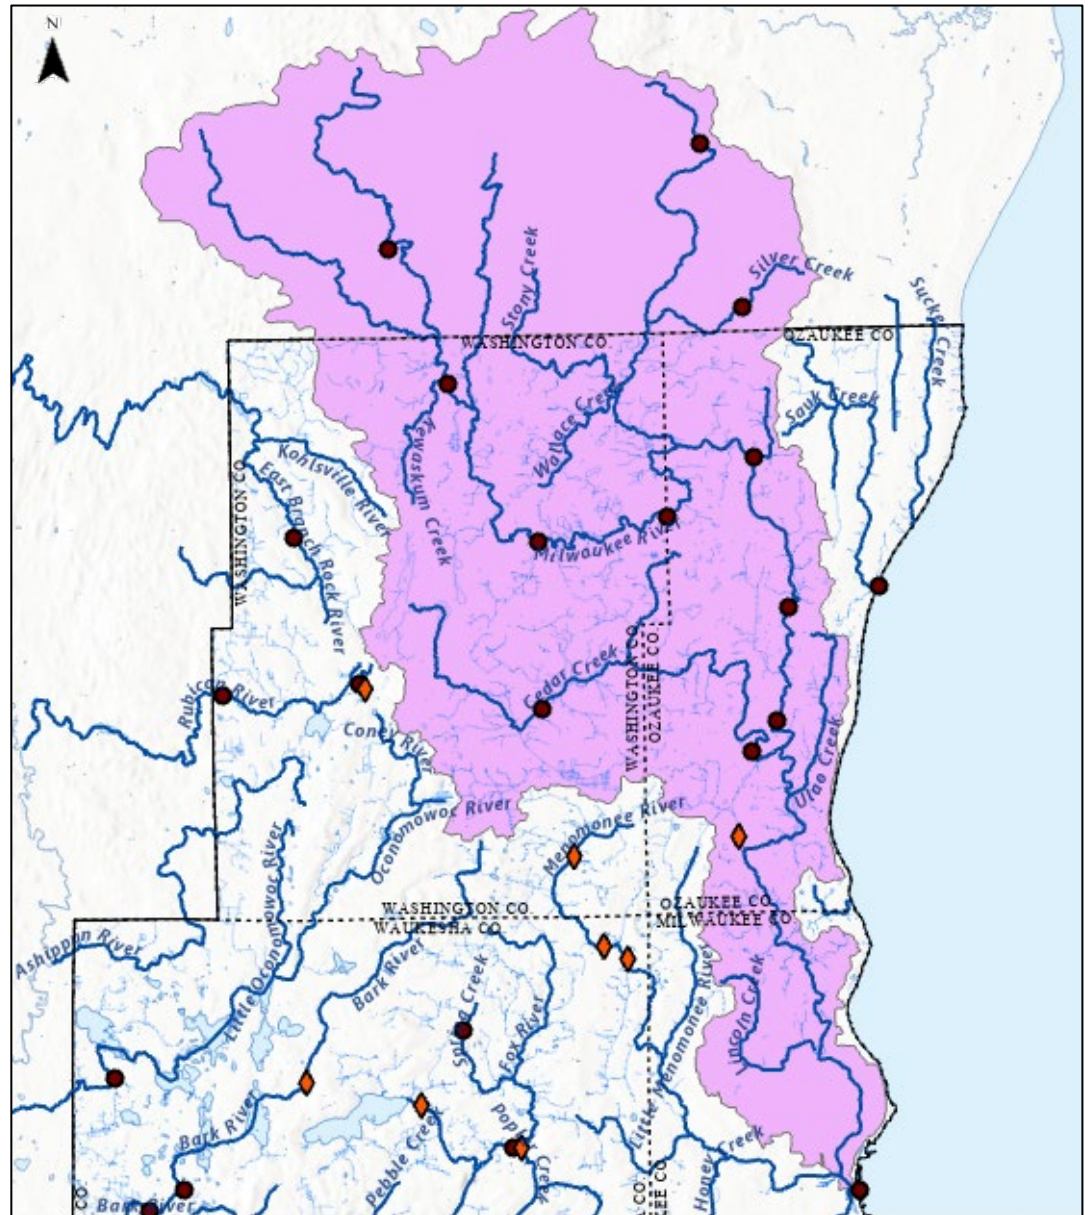 N
Stony Creek
Silver Creek
Sucker Creek
WASHINGTON CO.
OZAUKEE CO.
Sauk Creek
Wallace Creek
Kewaskum Creek
Kohlsville River
East Branch Rock River
WASHINGTON CO.
Milwaukee River
Cedar Creek
WASHINGTON CO.
OZAUKEE CO.
Rubicon River
Coney River
Ulao Creek
Oconomowoc River
Menomonee River
Little Oconomowoc River
WASHINGTON CO.
WAUKESHA CO.
OZAUKEE CO.
MILWAUKEE CO.
Ashippun River
Bark River
Spring Creek
Fox River
Lincoln Creek
Little Menomonee River
Bark River
Pebble Creek
Poplar Creek
Honey Creek
Bark River
CO.
CO.
EE CO.